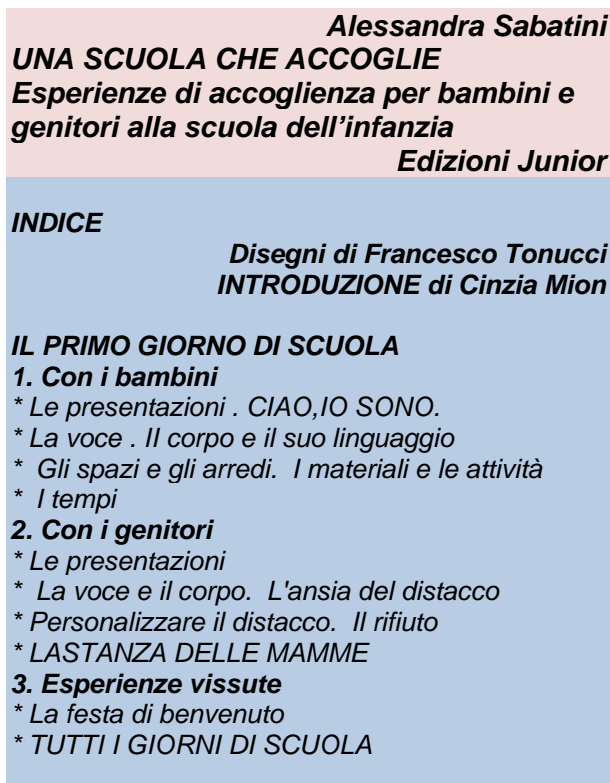 Alessandra Sabatini
UNA SCUOLA CHE ACCOGLIE
Esperienze di accoglienza per bambini e
genitori alla scuola dell’infanzia
Edizioni Junior
INDICE
Disegni di Francesco Tonucci
INTRODUZIONE di Cinzia Mion
IL PRIMO GIORNO DI SCUOLA
1. Con i bambini
* Le presentazioni . CIAO,IO SONO.
* La voce . Il corpo e il suo linguaggio
* Gli spazi e gli arredi. I materiali e le attività
* I tempi
2. Con i genitori
* Le presentazioni
* La voce e il corpo. L'ansia del distacco
* Personalizzare il distacco. Il rifiuto
* LASTANZA DELLE MAMME
3. Esperienze vissute
* La festa di benvenuto
* TUTTI I GIORNI DI SCUOLA